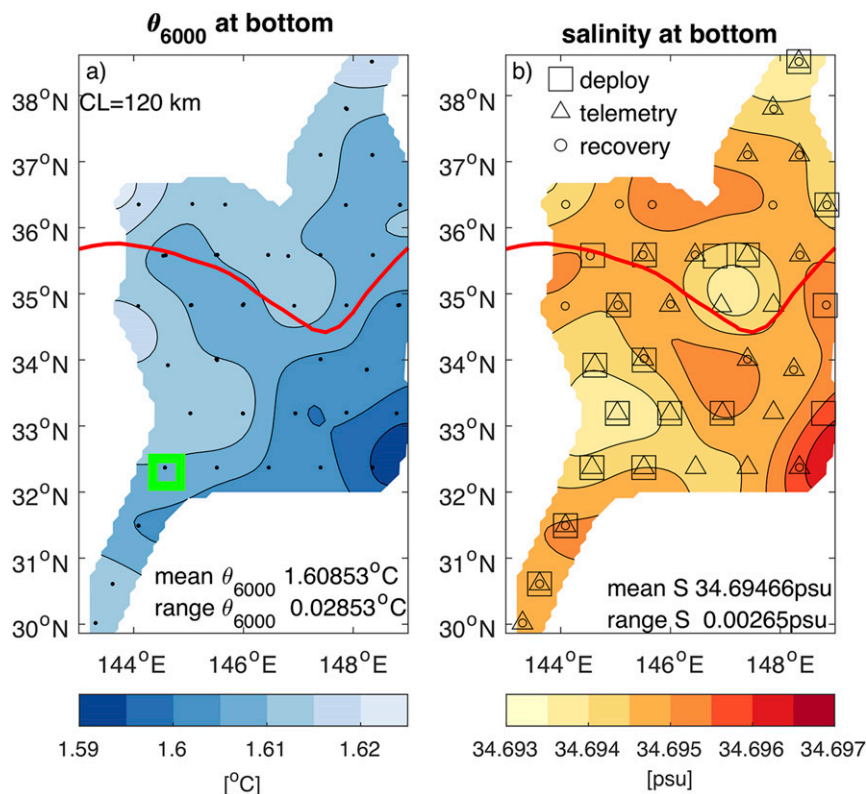 θ6000 at bottom
a)
CL=120 km
38°N
37°N
36°N
35°N
34°N
33°N
32°N
31°N
30°N
mean θ6000 1.60853°C
range θ6000 0.02853°C
144°E 146°E 148°E
1.59 1.6 1.61 1.62
[°C]
salinity at bottom
b)
deploy
telemetry
recovery
38°N
37°N
36°N
35°N
34°N
33°N
32°N
31°N
30°N
mean S 34.69466psu
range S 0.00265psu
144°E 146°E 148°E
34.693 34.694 34.695 34.696 34.697
[psu]